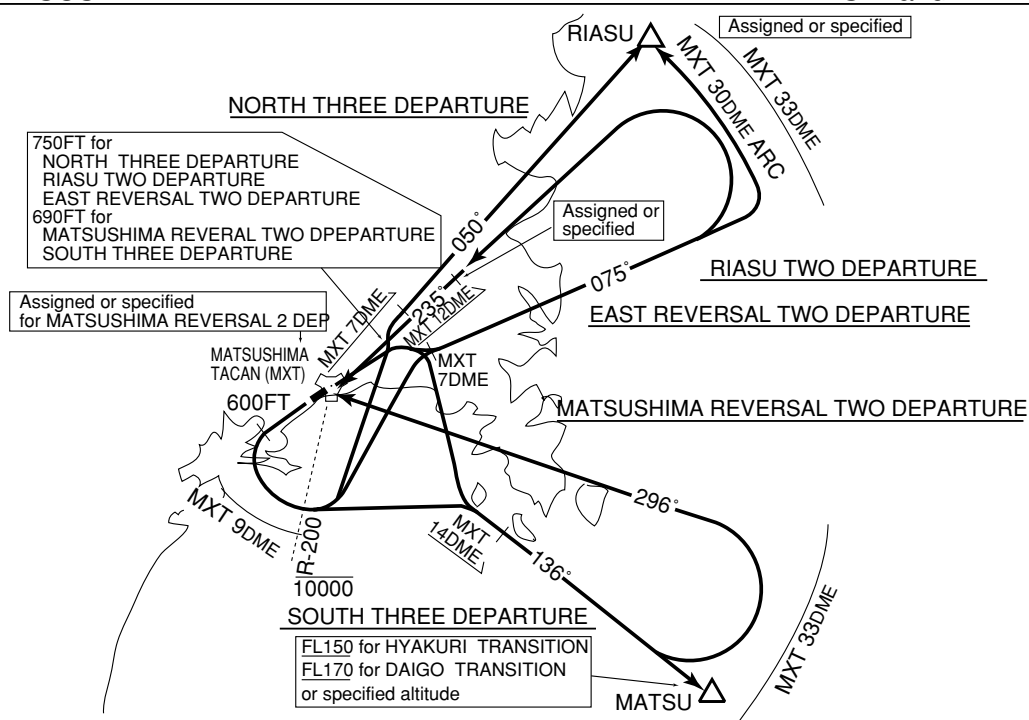 RIASU
Assigned or specified
MXT 33DME
MXT 30DME ARC
NORTH THREE DEPARTURE
750FT for
NORTH THREE DEPARTURE
RIASU TWO DEPARTURE
EAST REVERSAL TWO DEPARTURE
690FT for
MATSUSHIMA REVERAL TWO DPEPARTURE
SOUTH THREE DEPARTURE
Assigned or
specified
050°
235°
075°
RIASU TWO DEPARTURE
EAST REVERSAL TWO DEPARTURE
Assigned or specified
for MATSUSHIMA REVERSAL 2 DEP
MXT 7DME
MXT 12DME
MATSUSHIMA
TACAN (MXT)
MXT
7DME
600FT
MATSUSHIMA REVERSAL TWO DEPARTURE
296°
MXT 9DME
R-200
10000
MXT
14DME
136°
SOUTH THREE DEPARTURE
FL150 for HYAKURI TRANSITION
FL170 for DAIGO TRANSITION
or specified altitude
MATSU
MXT 33DME